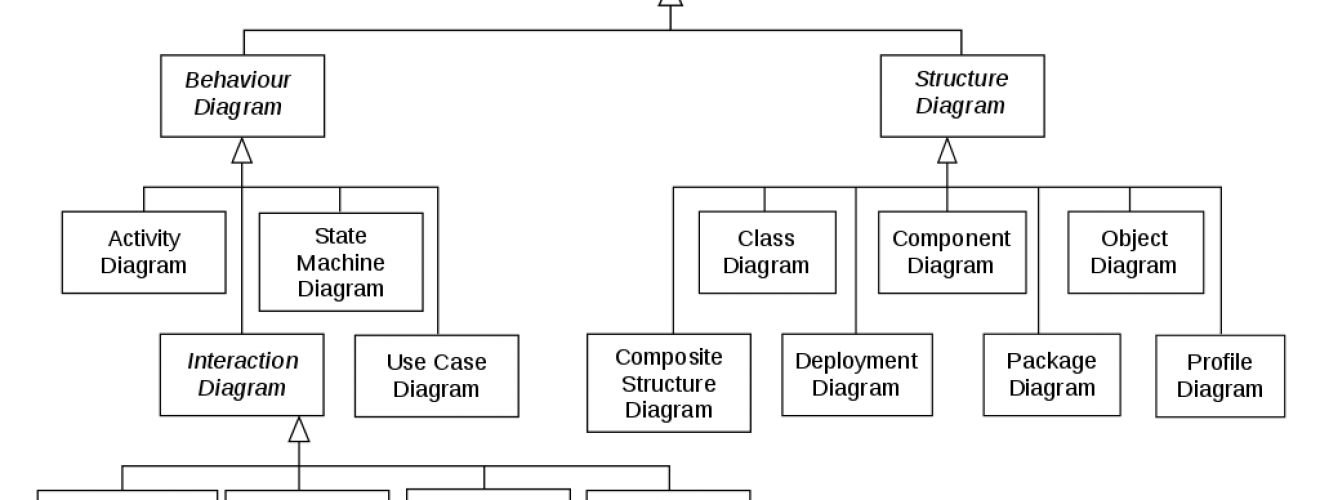 Behaviour
Diagram
Structure
Diagram
Activity
Diagram
State
Machine
Diagram
Class
Diagram
Component
Diagram
Object
Diagram
Interaction
Diagram
Use Case
Diagram
Composite
Structure
Diagram
Deployment
Diagram
Package
Diagram
Profile
Diagram